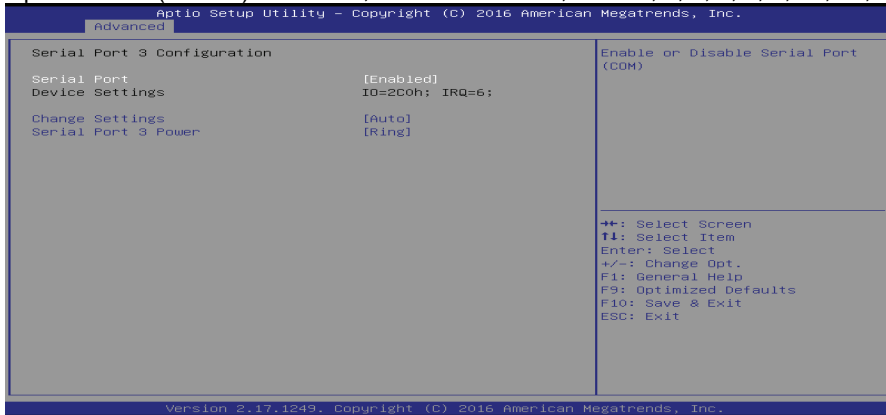 Aptio Setup Utility – Copyright (C) 2016 American Megatrends, Inc.
Advanced
Serial Port 3 Configuration
Serial Port [Enabled]
Device Settings IO=2C0h; IRQ=6;
Change Settings [Auto]
Serial Port 3 Power [Ring]
Enable or Disable Serial Port
(COM)
→←: Select Screen
↑↓: Select Item
Enter: Select
+/-: Change Opt.
F1: General Help
F9: Optimized Defaults
F10: Save & Exit
ESC: Exit
Version 2.17.1249. Copyright (C) 2016 American Megatrends, Inc.